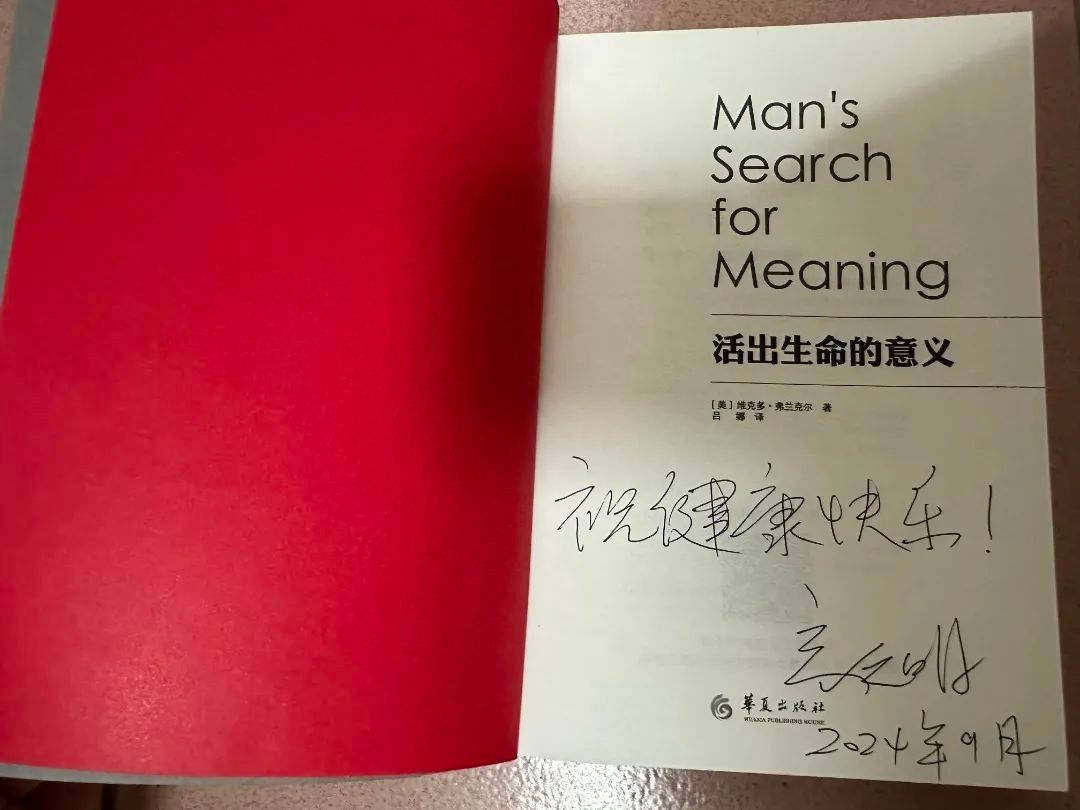 Man's
Search
for
Meaning
活出生命的意义
[美]维克多·弗兰克尔 著
吕 娜 译
祝健康快乐!
華夏出版社
HUAXIA PUBLISHING HOUSE
2024年9月